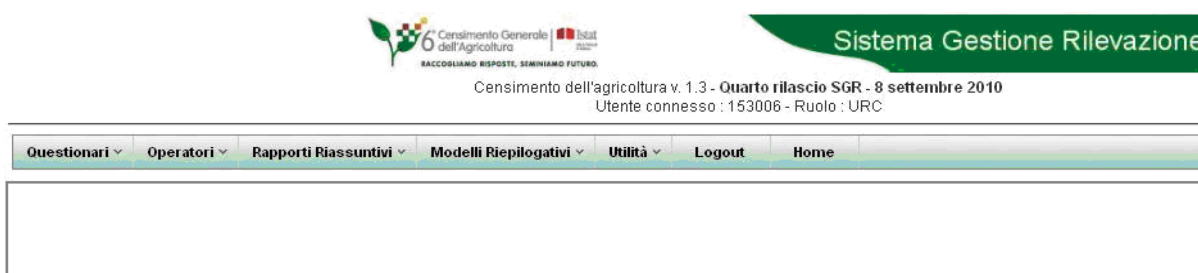 6° Censimento Generale
dell'Agricoltura
Istat
RACCOGLIAMO RISPOSTE, SEMINIAMO FUTURO.
Sistema Gestione Rilevazione
Censimento dell'agricoltura v. 1.3 - Quarto rilascio SGR - 8 settembre 2010
Utente connesso : 153006 - Ruolo : URC
Questionari Operatori Rapporti Riassuntivi Modelli Riepilogativi Utilità Logout Home